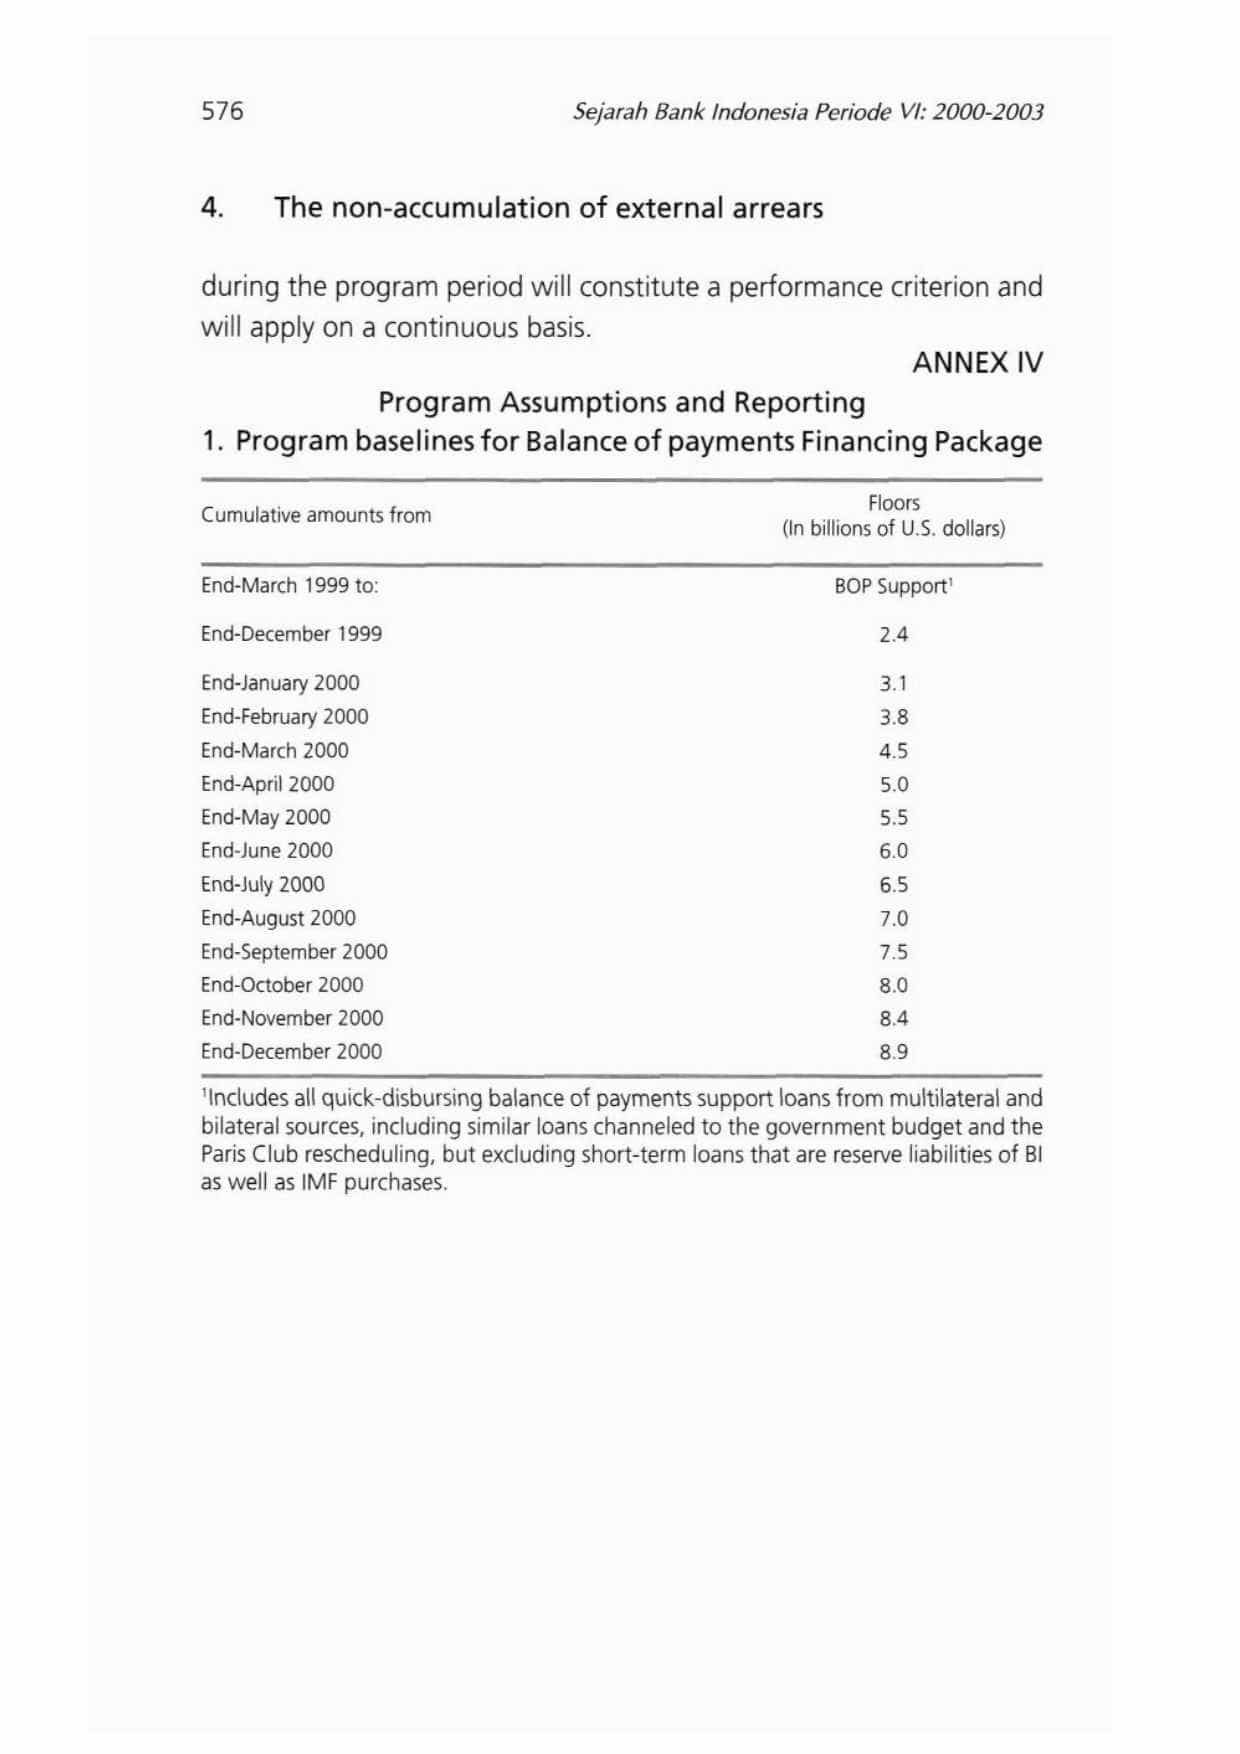 576 Sejarah Bank Indonesia Periode VI: 2000-2003
4. The non-accumulation of external arrears
during the program period will constitute a performance criterion and
will apply on a continuous basis.
ANNEX IV
Program Assumptions and Reporting
1. Program baselines for Balance of payments Financing Package
Cumulative amounts from Floors
(In billions of U.S. dollars)
End-March 1999 to: BOP Support¹
End-December 1999 2.4
End-January 2000 3.1
End-February 2000 3.8
End-March 2000 4.5
End-April 2000 5.0
End-May 2000 5.5
End-June 2000 6.0
End-July 2000 6.5
End-August 2000 7.0
End-September 2000 7.5
End-October 2000 8.0
End-November 2000 8.4
End-December 2000 8.9
¹Includes all quick-disbursing balance of payments support loans from multilateral and
bilateral sources, including similar loans channeled to the government budget and the
Paris Club rescheduling, but excluding short-term loans that are reserve liabilities of BI
as well as IMF purchases.